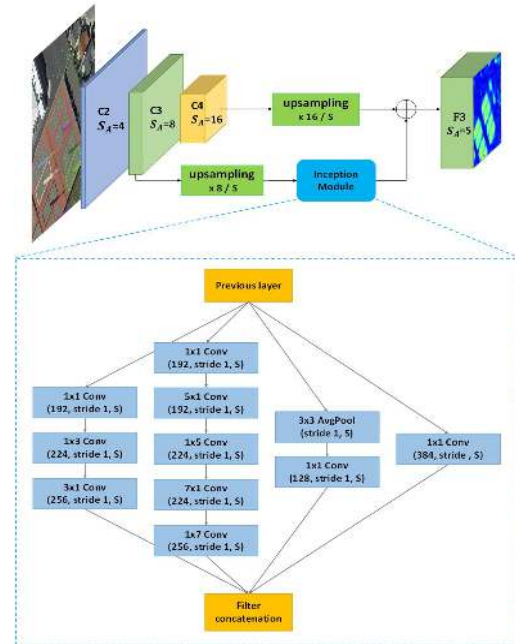 C2
S_A=4
C3
S_A=8
C4
S_A=16
upsampling
x 16 / S
F3
S_A=S
upsampling
x 8 / S
Inception
Module
Previous layer
1x1 Conv
(192, stride 1, S)
1x3 Conv
(224, stride 1, S)
3x1 Conv
(256, stride 1, S)
1x1 Conv
(192, stride 1, S)
5x1 Conv
(192, stride 1, S)
1x5 Conv
(224, stride 1, S)
7x1 Conv
(224, stride 1, S)
1x7 Conv
(256, stride 1, S)
3x3 AvgPool
(stride 1, S)
1x1 Conv
(128, stride 1, S)
1x1 Conv
(384, stride , S)
Filter
concatenation